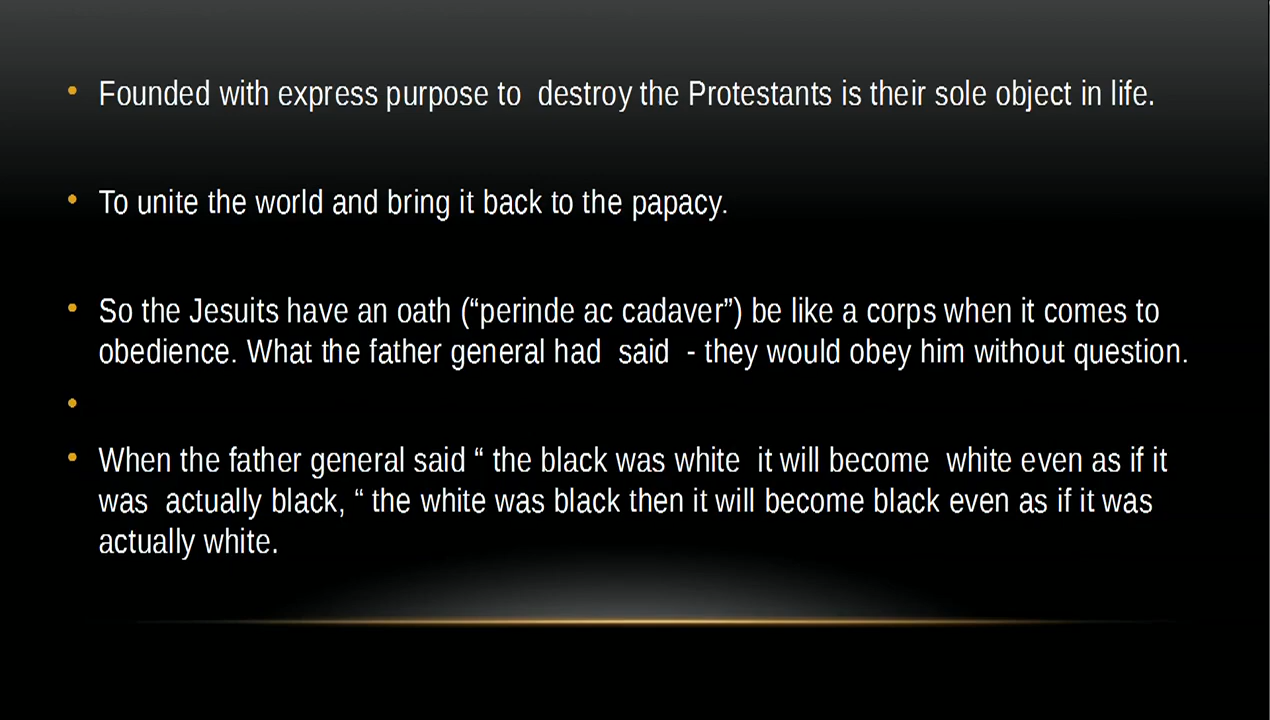 • Founded with express purpose to  destroy the Protestants is their sole object in life.
• To unite the world and bring it back to the papacy.
• So the Jesuits have an oath (“perinde ac cadaver”) be like a corps when it comes to
obedience. What the father general had  said  - they would obey him without question.
•
• When the father general said “ the black was white  it will become  white even as if it
was  actually black, “ the white was black then it will become black even as if it was
actually white.